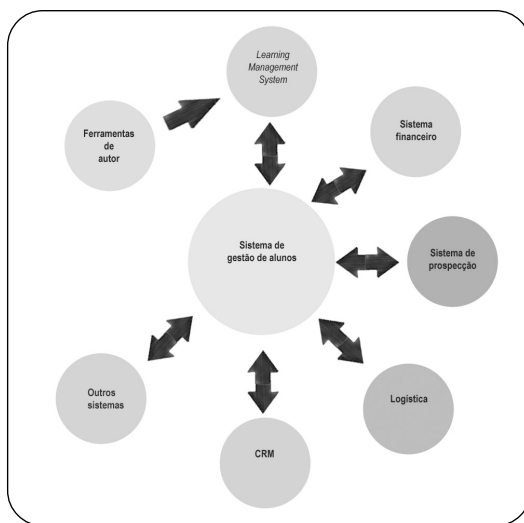 Learning
Management
System
Ferramentas
de
autor
Sistema
financeiro
Sistema de
gestão de alunos
Sistema de
prospecção
Outros
sistemas
Logística
CRM